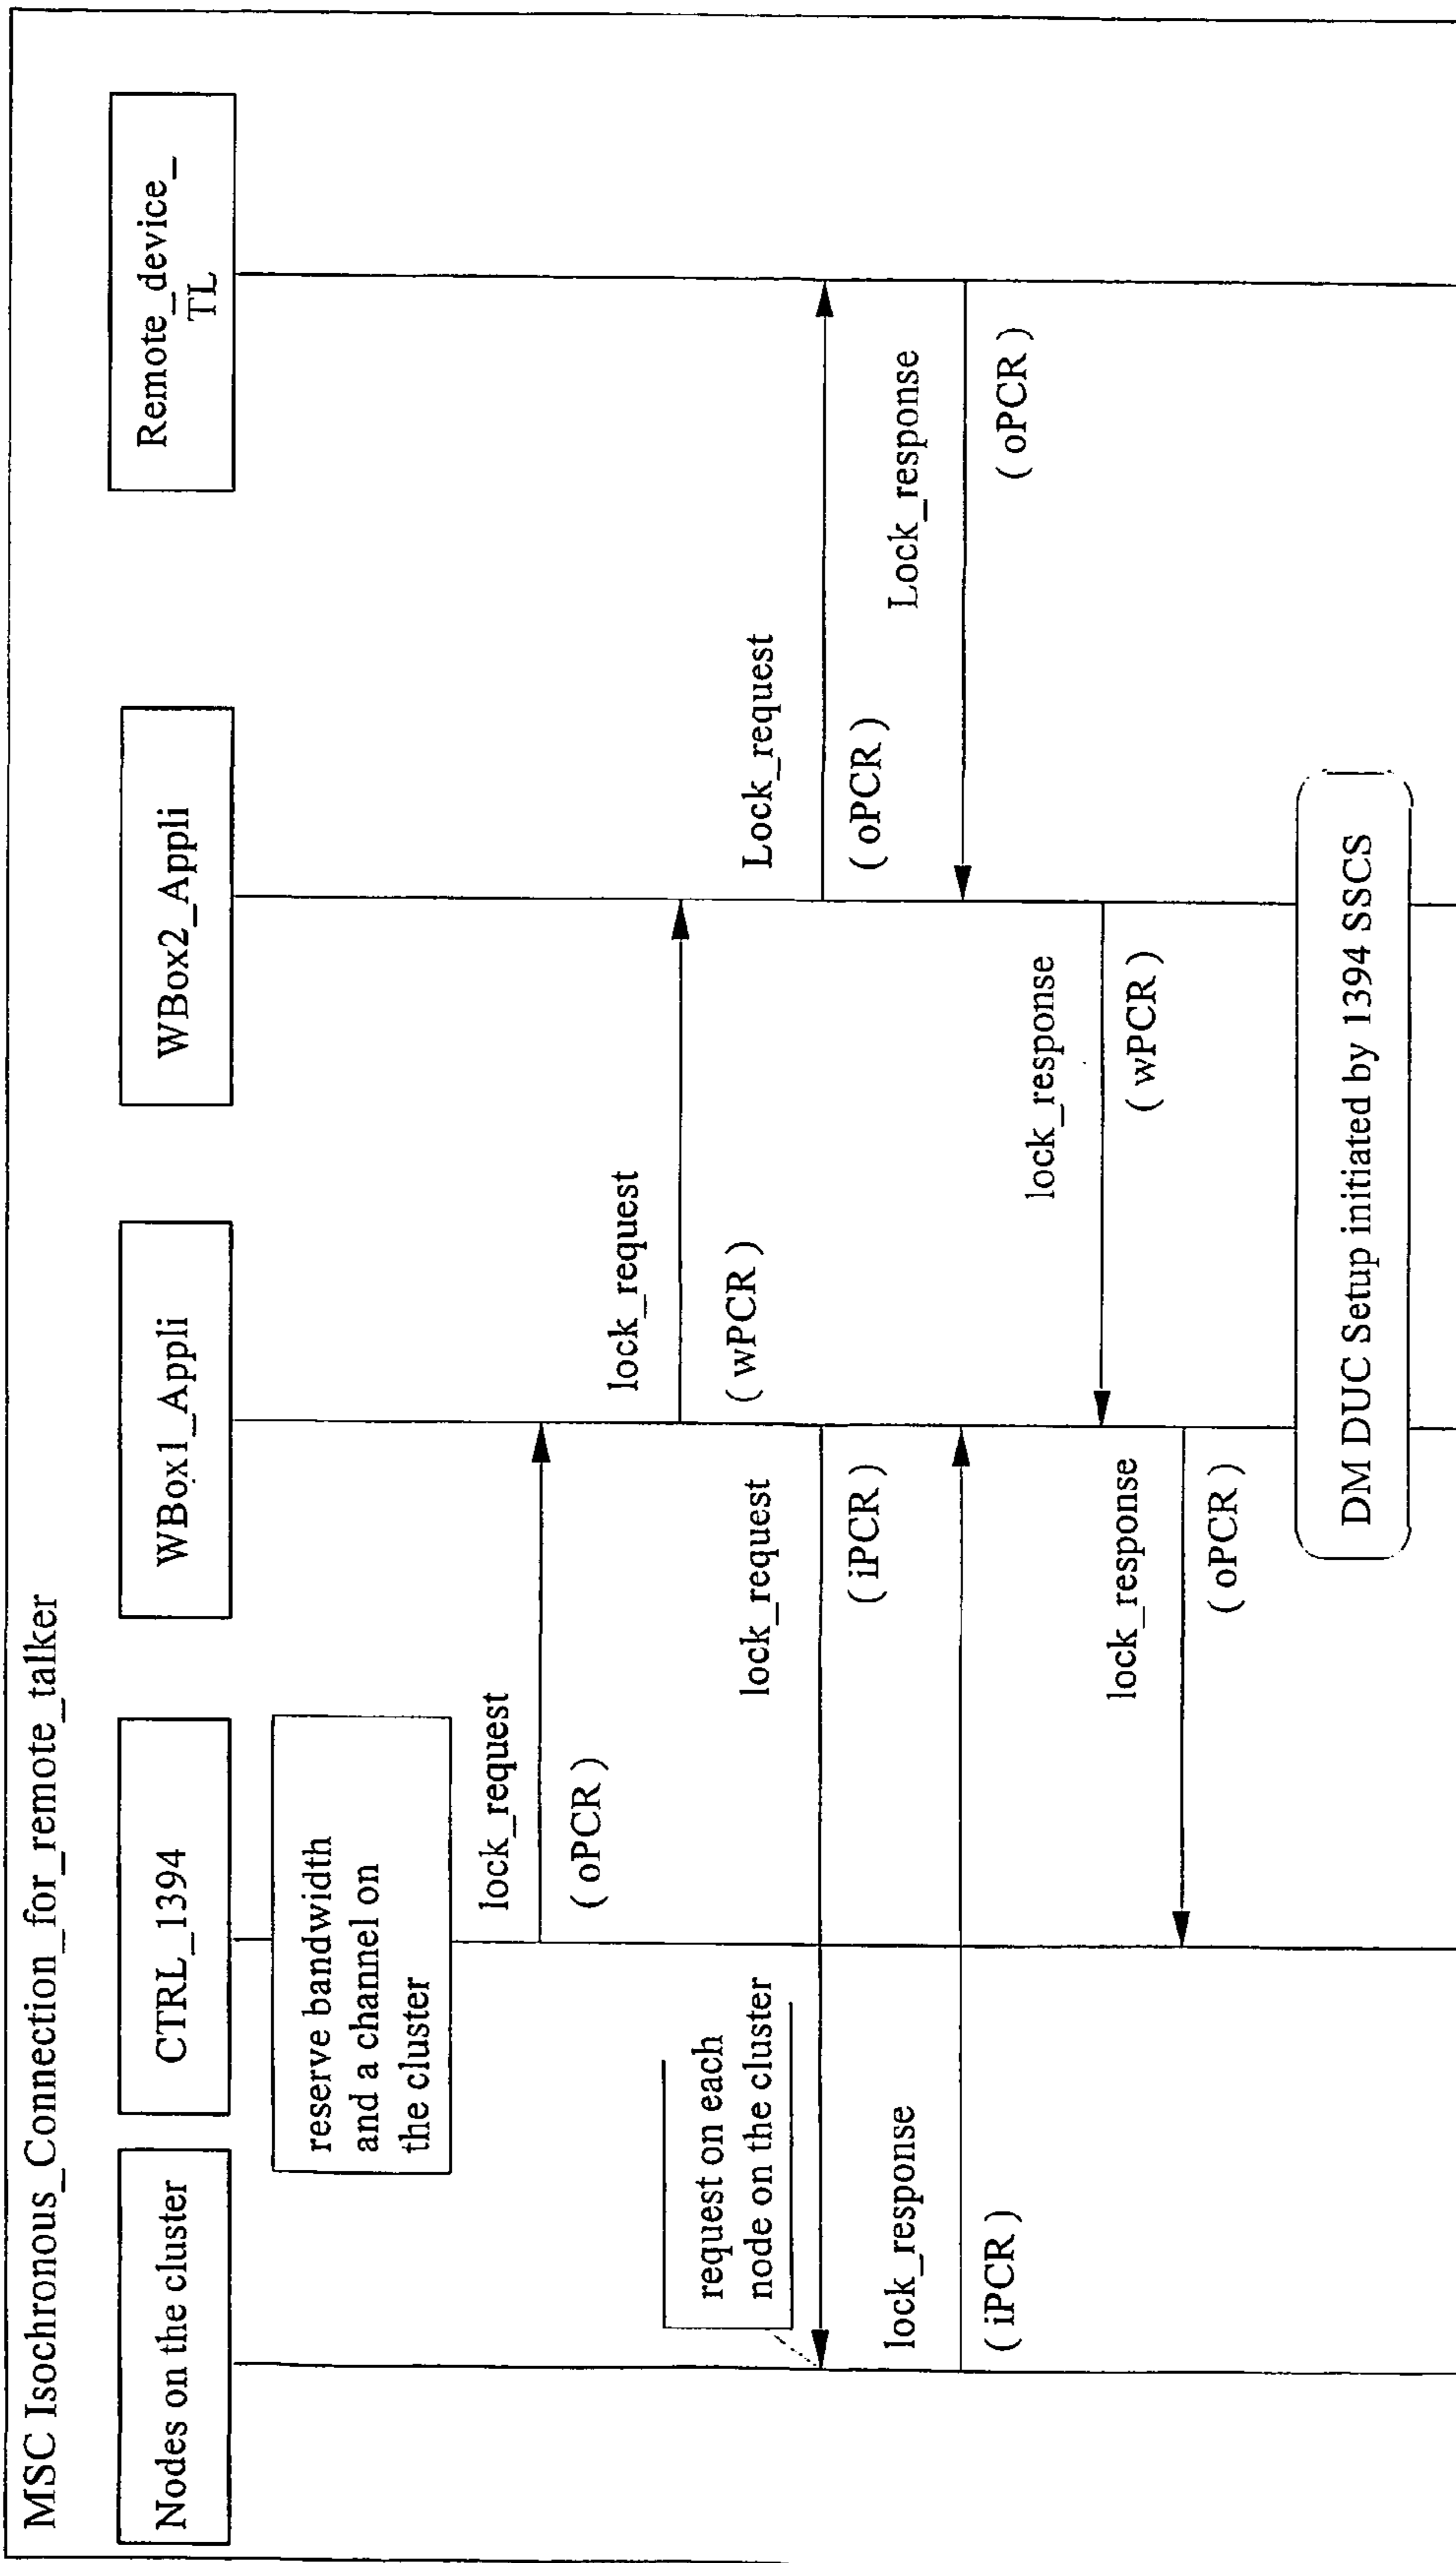 MSC Isochronous_Connection_for_remote_talker
Nodes on the cluster
CTRL_1394
WBox1_Appli
WBox2_Appli
Remote_device_
TL
reserve bandwidth
and a channel on
the cluster
lock_request
( oPCR )
lock_request
( wPCR )
request on each
node on the cluster
lock_request
( iPCR )
Lock_request
( oPCR )
lock_response
( iPCR )
Lock_response
( oPCR )
lock_response
( wPCR )
lock_response
( oPCR )
DM DUC Setup initiated by 1394 SSCS